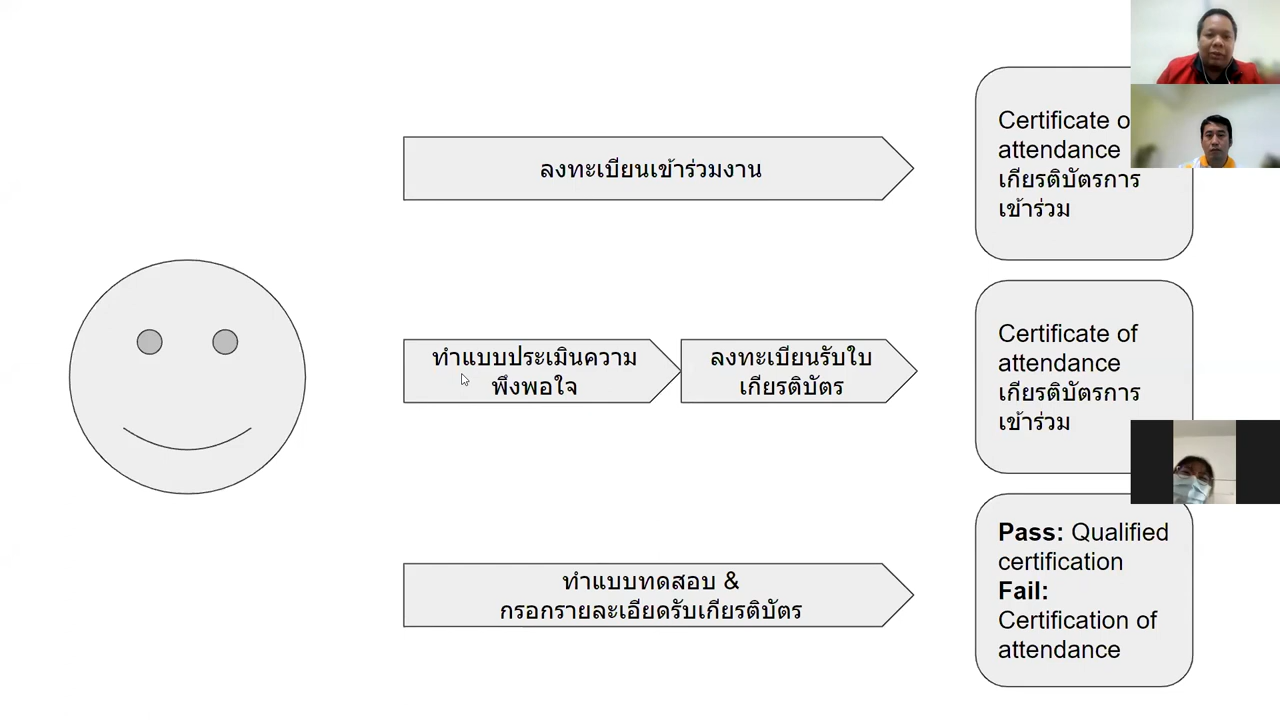 ลงทะเบียนเข้าร่วมงาน
Certificate o
attendance
เกียรติบัตรการ
เข้าร่วม
ทำแบบประเมินความ
พึงพอใจ
ลงทะเบียนรับใบ
เกียรติบัตร
Certificate of
attendance
เกียรติบัตรการ
เข้าร่วม
ทำแบบทดสอบ &
กรอกรายละเอียดรับเกียรติบัตร
Pass: Qualified
certification
Fail:
Certification of
attendance